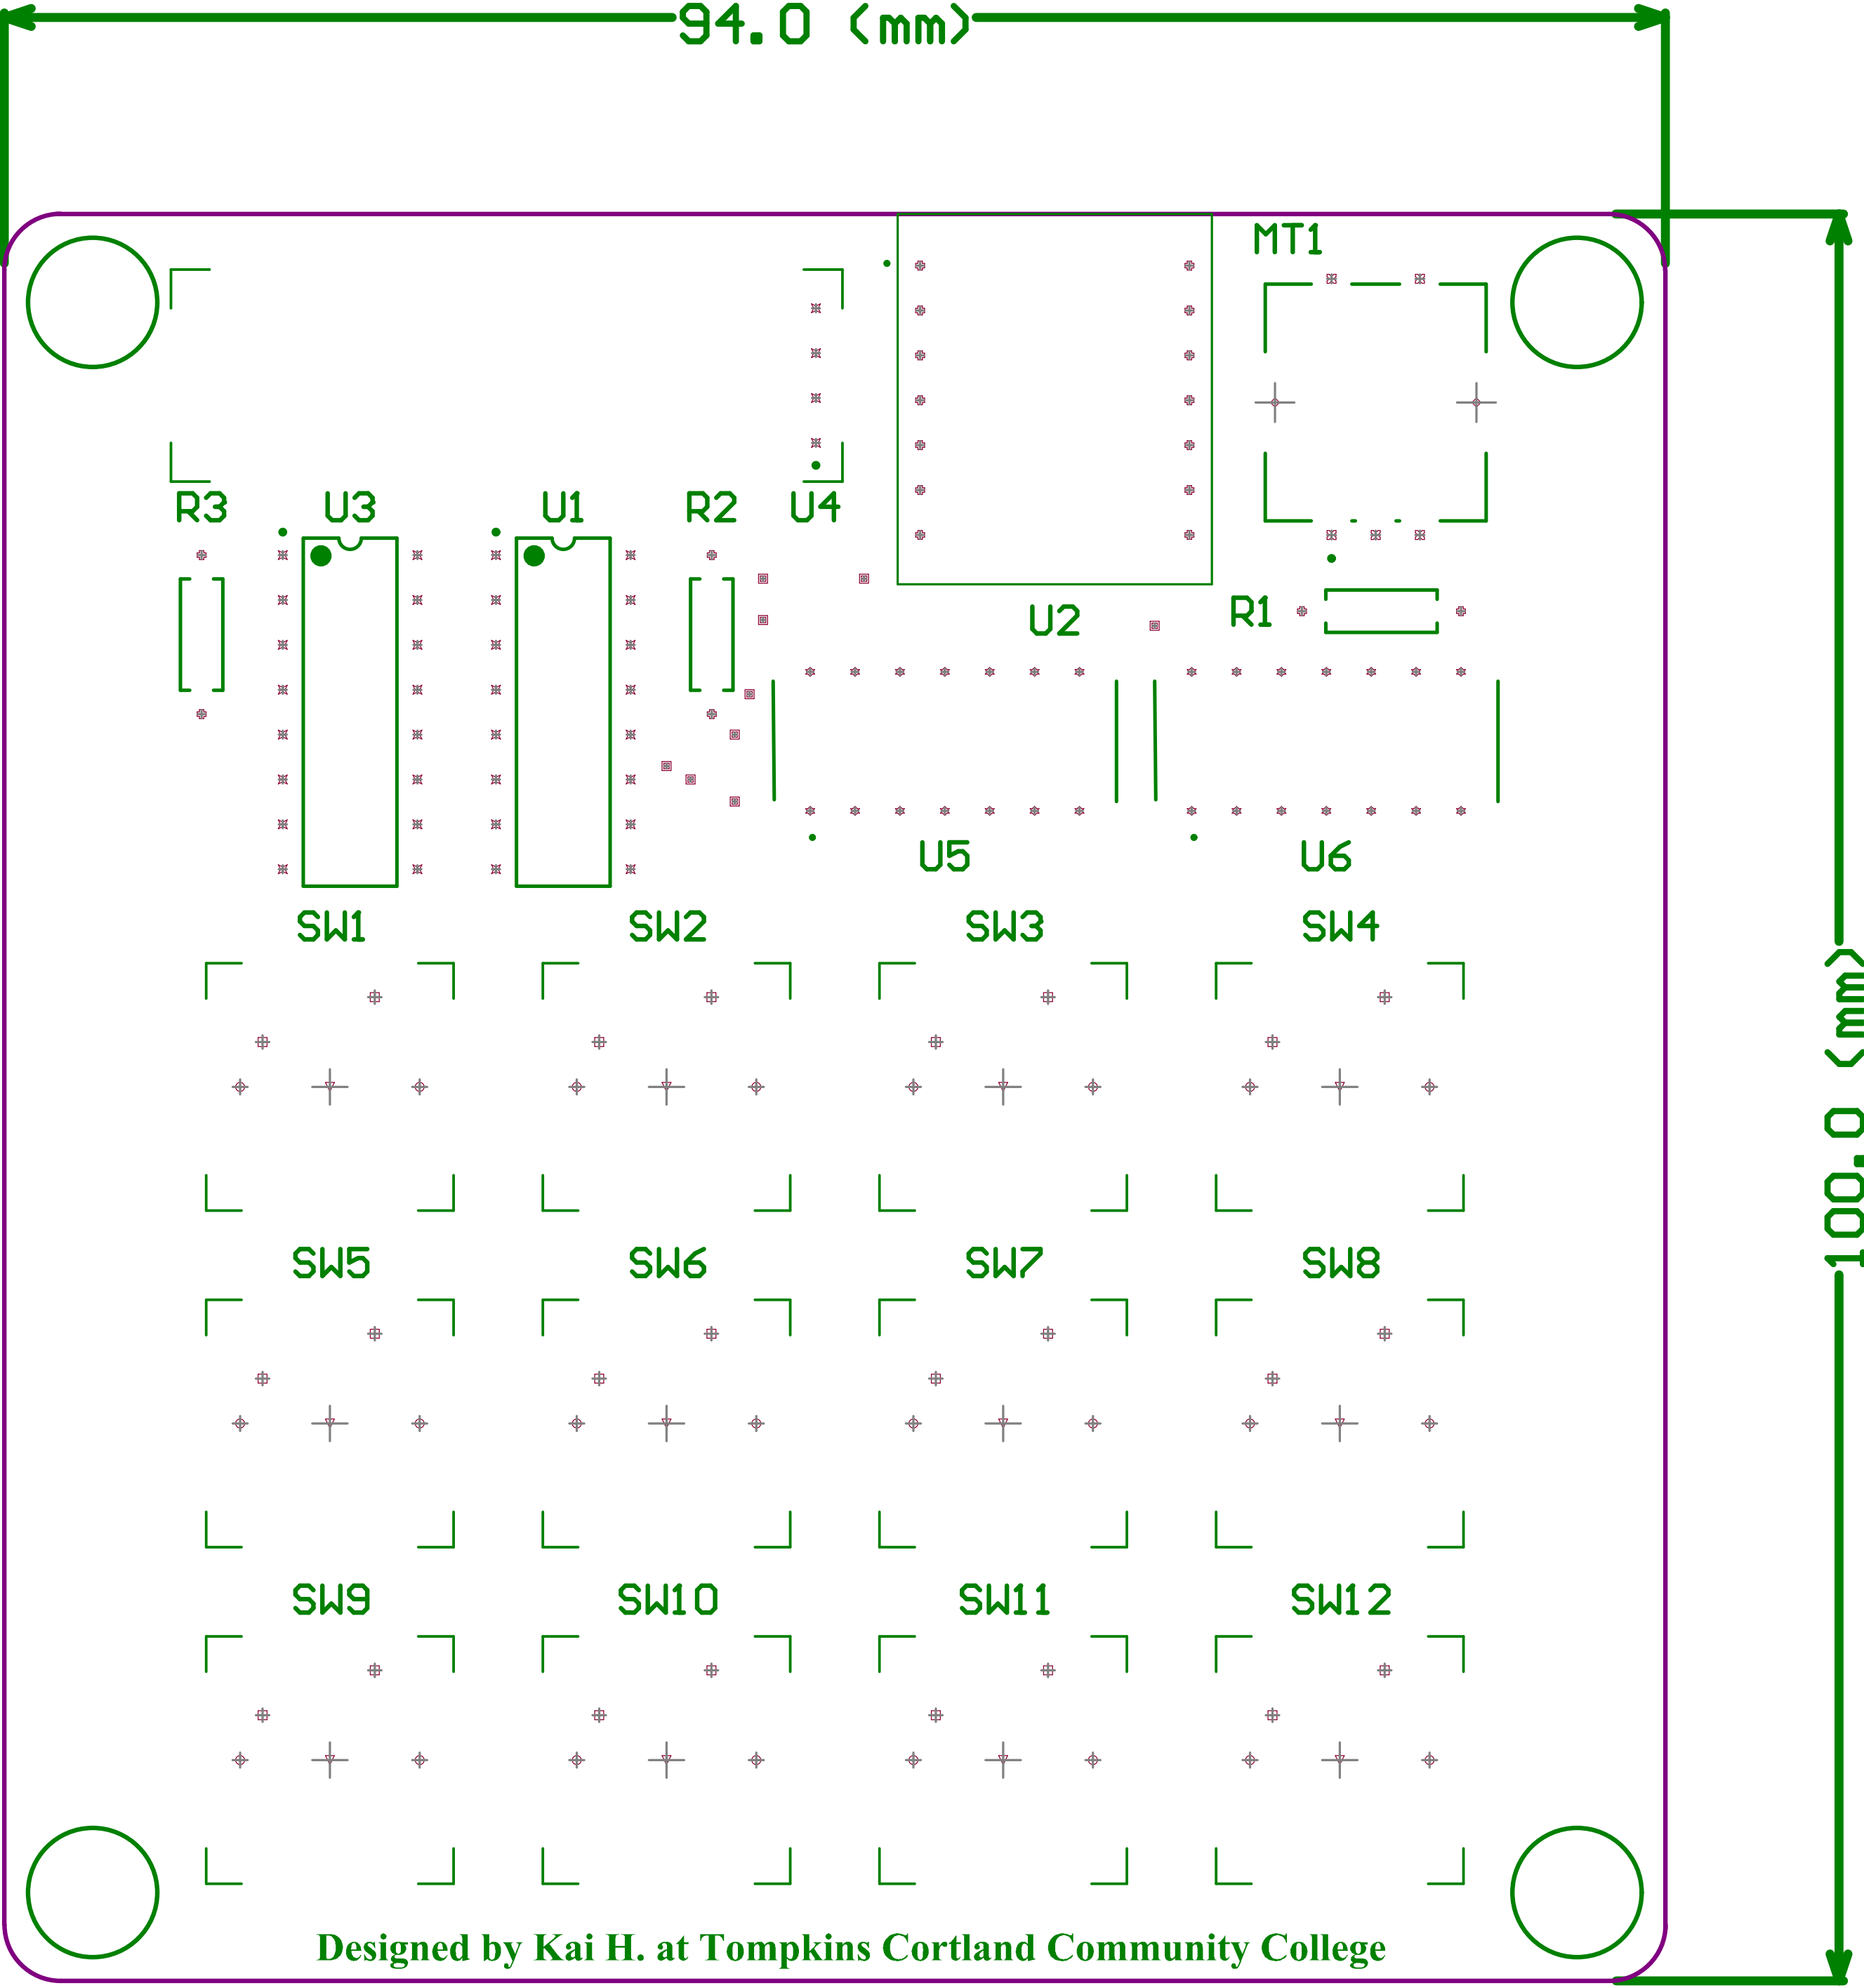 94.0 (mm)
MT1
R3 U3 U1 R2 U4
U2 R1
U5 U6
SW1 SW2 SW3 SW4
100.0 (mm)
SW5 SW6 SW7 SW8
SW9 SW10 SW11 SW12
Designed by Kai H. at Tompkins Cortland Community College